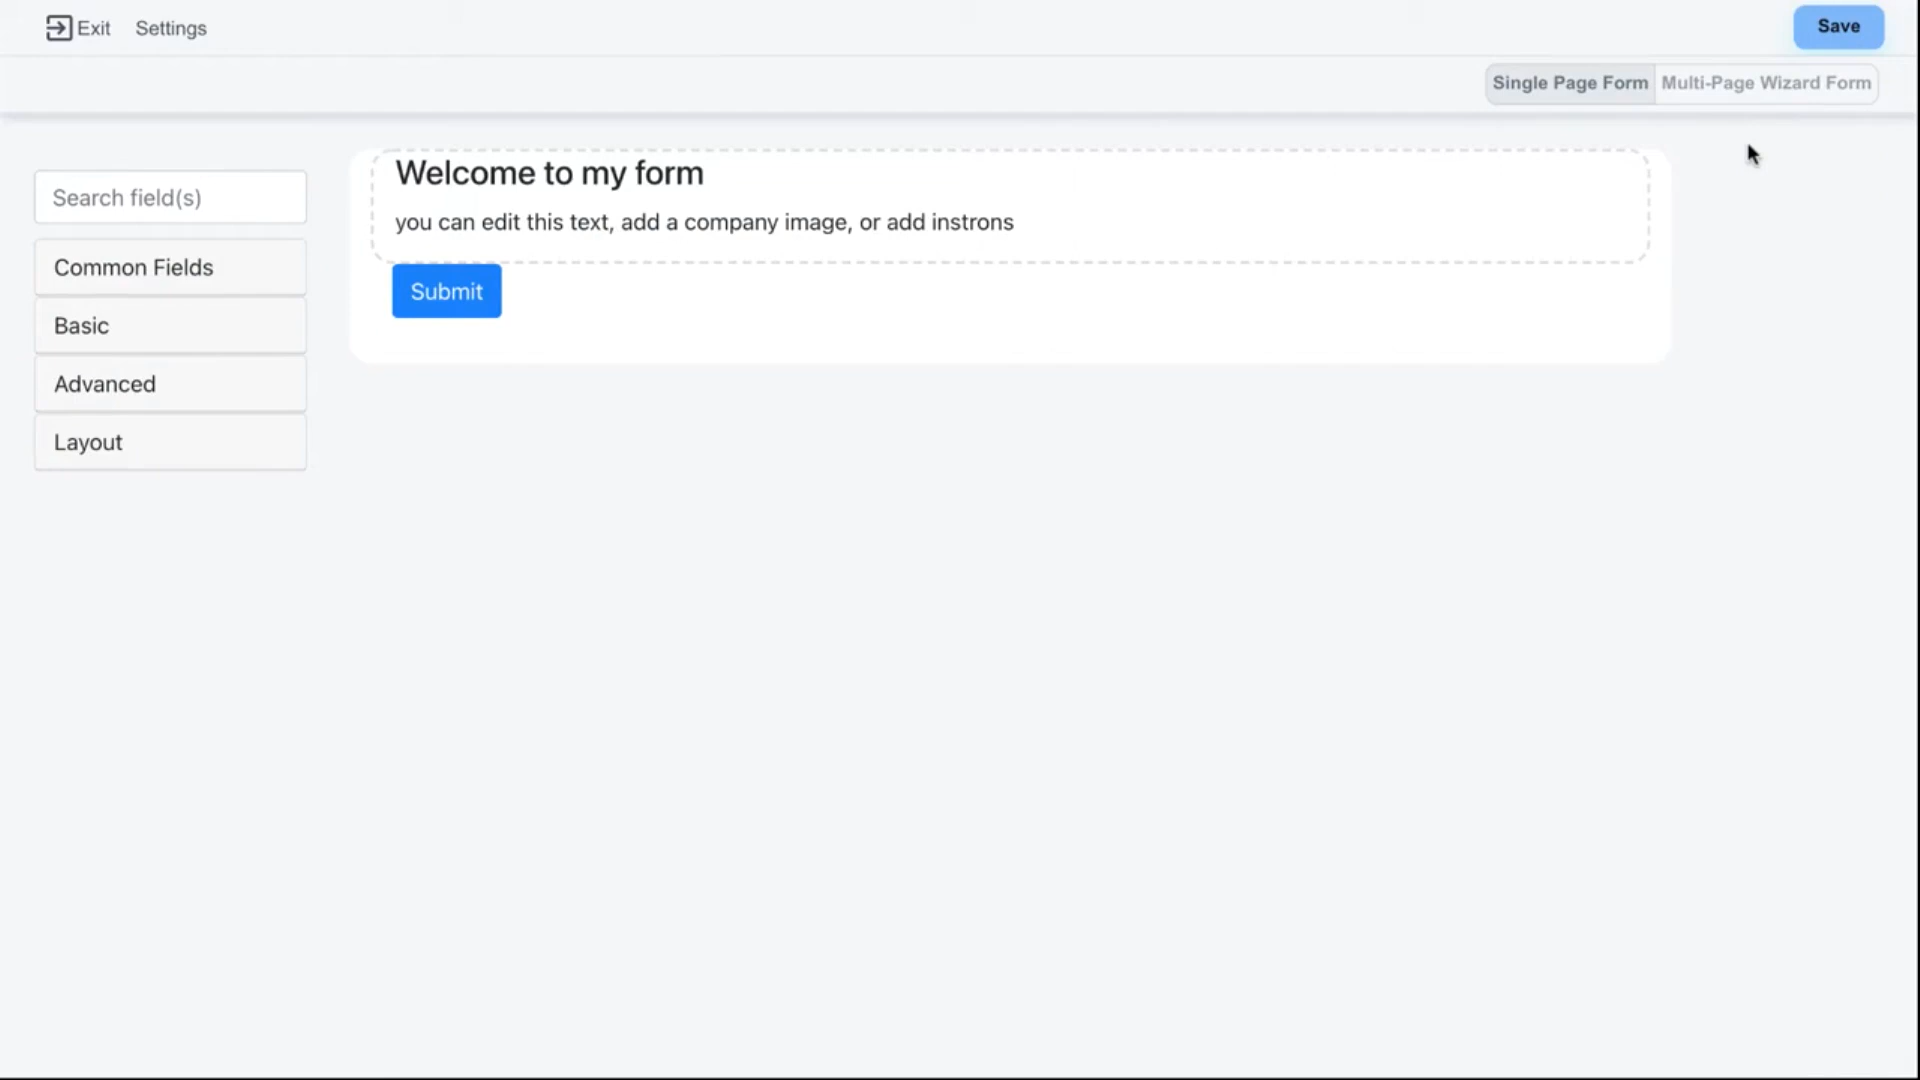 Exit Settings Save
Single Page Form Multi-Page Wizard Form
Search field(s)
Common Fields
Basic
Advanced
Layout
Welcome to my form
you can edit this text, add a company image, or add instrons
Submit